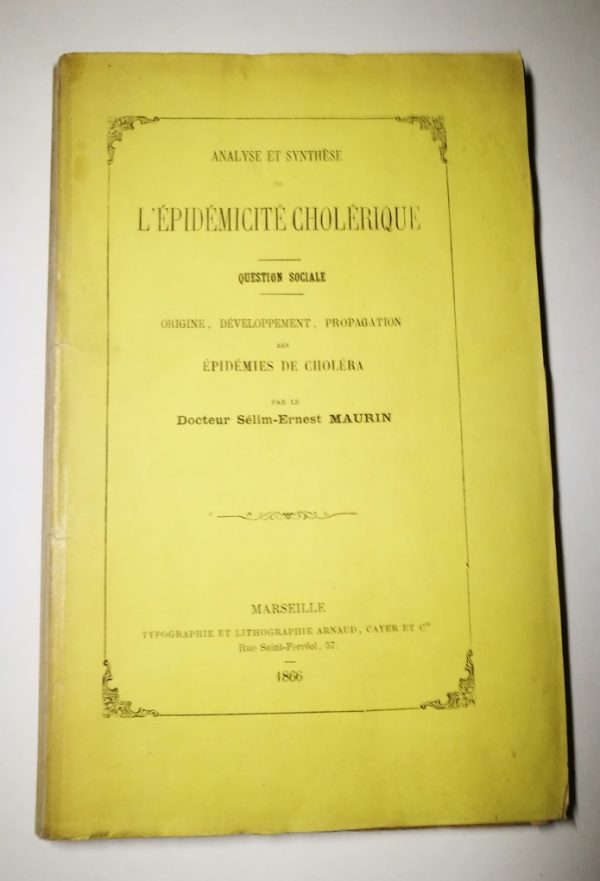 ANALYSE ET SYNTHÈSE
DE
L'ÉPIDÉMICITÉ CHOLÉRIQUE
QUESTION SOCIALE
ORIGINE, DÉVELOPPEMENT, PROPAGATION
DES
ÉPIDÉMIES DE CHOLÉRA
PAR LE
Docteur Sélim-Ernest MAURIN
MARSEILLE
TYPOGRAPHIE ET LITHOGRAPHIE ARNAUD, CAYER ET Cie
Rue Saint-Ferréol, 57.
1866